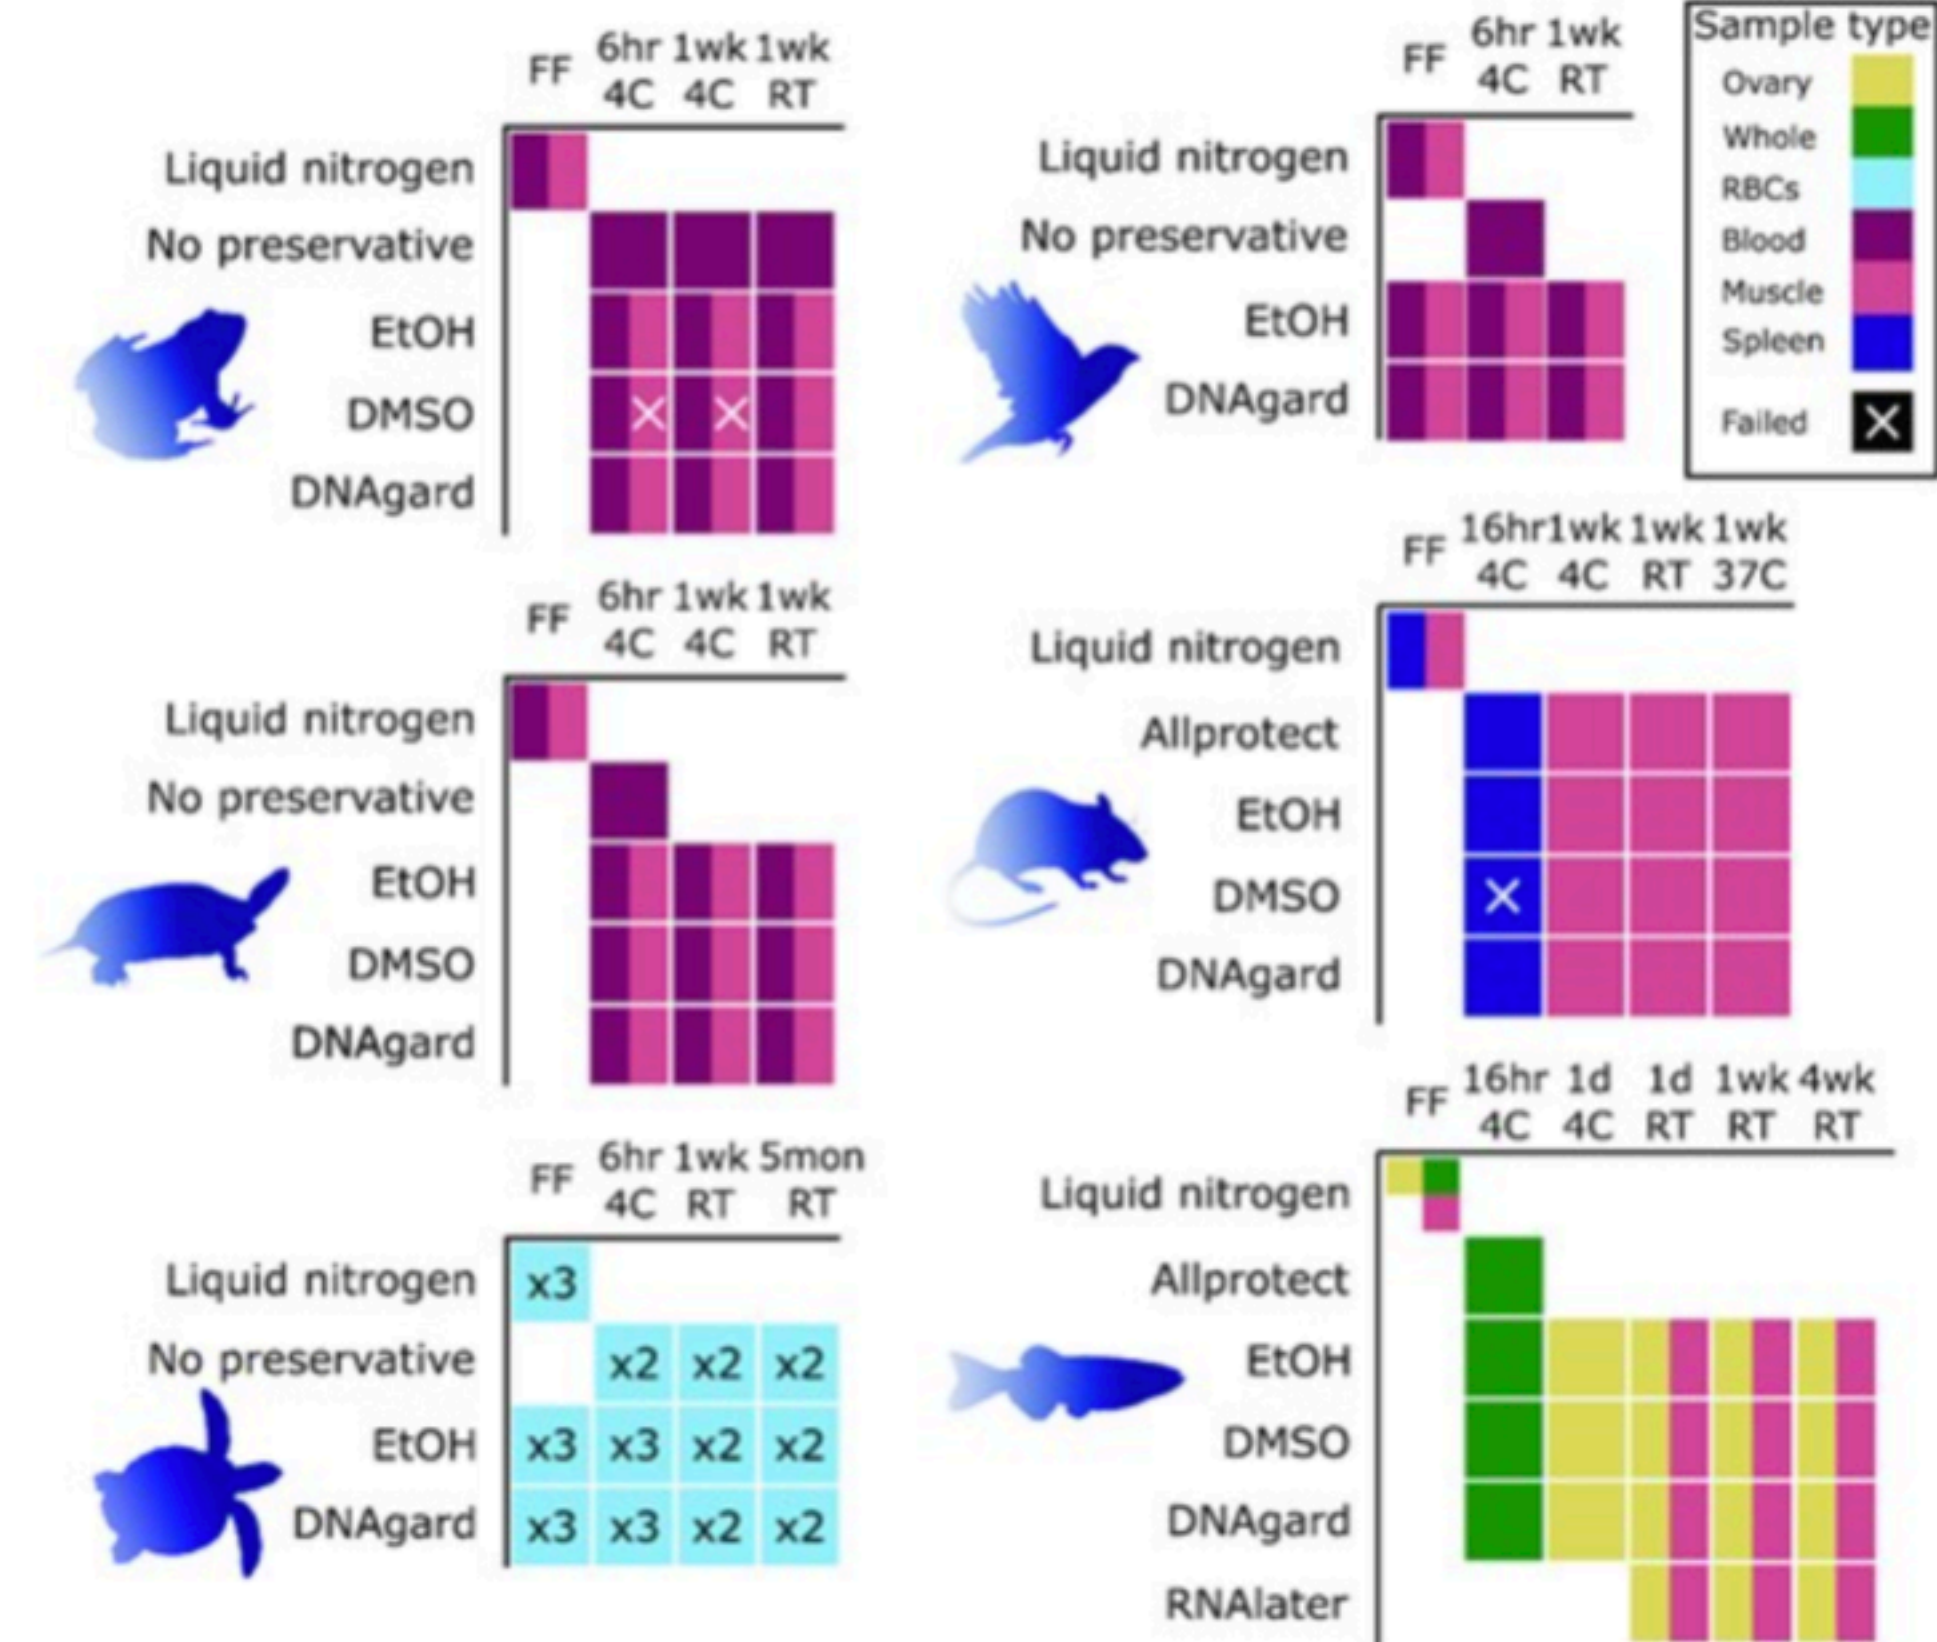 FF 6hr 1wk 1wk
4C 4C RT
Liquid nitrogen
No preservative
EtOH
DMSO
DNAgard
FF 6hr 1wk
4C RT
Liquid nitrogen
No preservative
EtOH
DNAgard
Sample type
Ovary
Whole
RBCs
Blood
Muscle
Spleen
Failed
FF 6hr 1wk 1wk
4C 4C RT
Liquid nitrogen
No preservative
EtOH
DMSO
DNAgard
FF 16hr 1wk 1wk 1wk
4C 4C RT 37C
Liquid nitrogen
Allprotect
EtOH
DMSO
DNAgard
FF 6hr 1wk 5mon
4C RT RT
Liquid nitrogen x3
No preservative x2 x2 x2
EtOH x3 x3 x2 x2
DNAgard x3 x3 x2 x2
FF 16hr 1d 1d 1wk 4wk
4C 4C RT RT RT
Liquid nitrogen
Allprotect
EtOH
DMSO
DNAgard
RNAlater